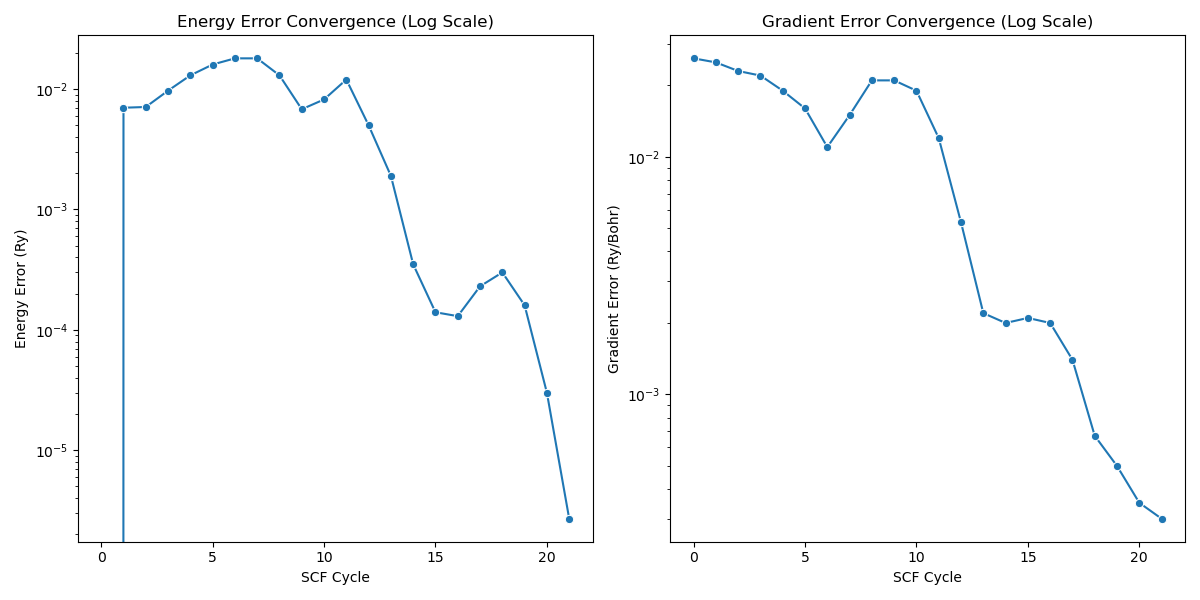 Energy Error Convergence (Log Scale)
Energy Error (Ry)
10⁻²
10⁻³
10⁻⁴
10⁻⁵
0 5 10 15 20
SCF Cycle
Gradient Error Convergence (Log Scale)
Gradient Error (Ry/Bohr)
10⁻²
10⁻³
0 5 10 15 20
SCF Cycle